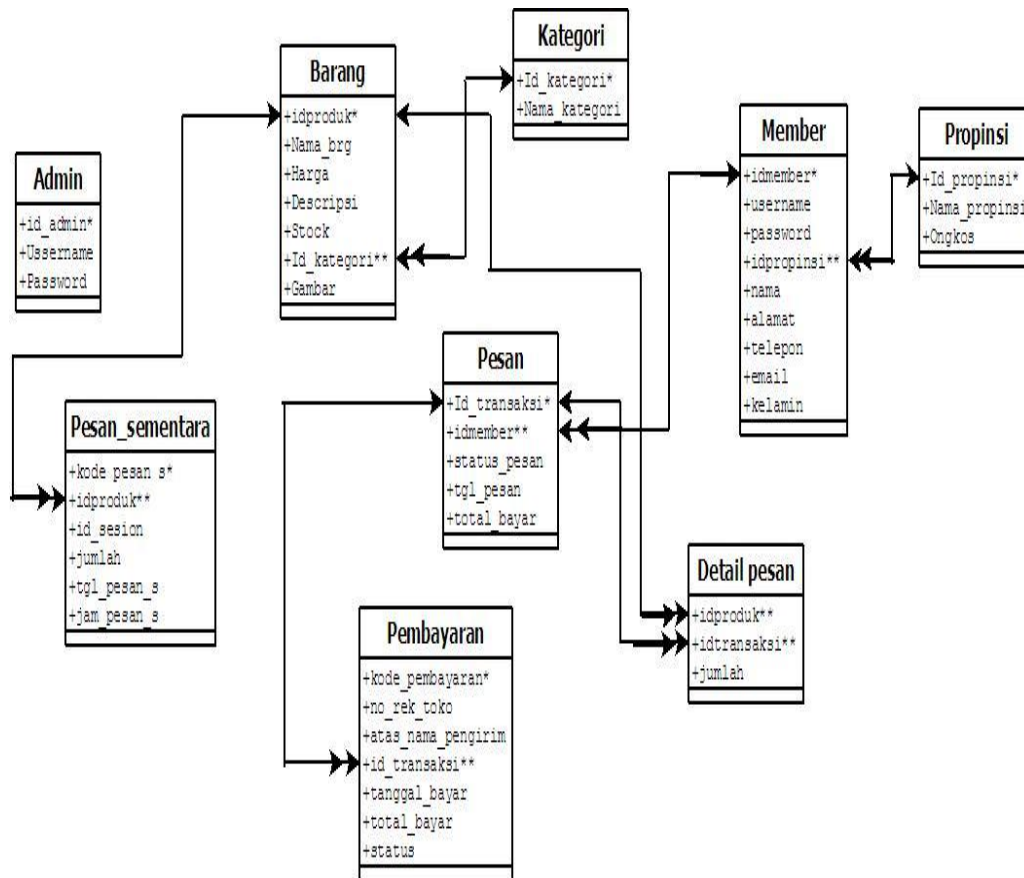 Kategori
+Id_kategori*
+Nama_kategori
Barang
+idproduk*
+Nama_brg
+Harga
+Descripsi
+Stock
+Id_kategori**
+Gambar
Member
+idmember*
+username
+password
+idpropinsi**
+nama
+alamat
+telepon
+email
+kelamin
Propinsi
+Id_propinsi*
+Nama_propinsi
+Ongkos
Admin
+id_admin*
+Ussername
+Password
Pesan
+Id_transaksi*
+idmember**
+status_pesan
+tgl_pesan
+total_bayar
Pesan_sementara
+kode_pesan_s*
+idproduk**
+id_sesion
+jumlah
+tgl_pesan_s
+jam_pesan_s
Detail pesan
+idproduk**
+idtransaksi**
+jumlah
Pembayaran
+kode_pembayaran*
+no_rek_toko
+atas_nama_pengirim
+id_transaksi**
+tanggal_bayar
+total_bayar
+status